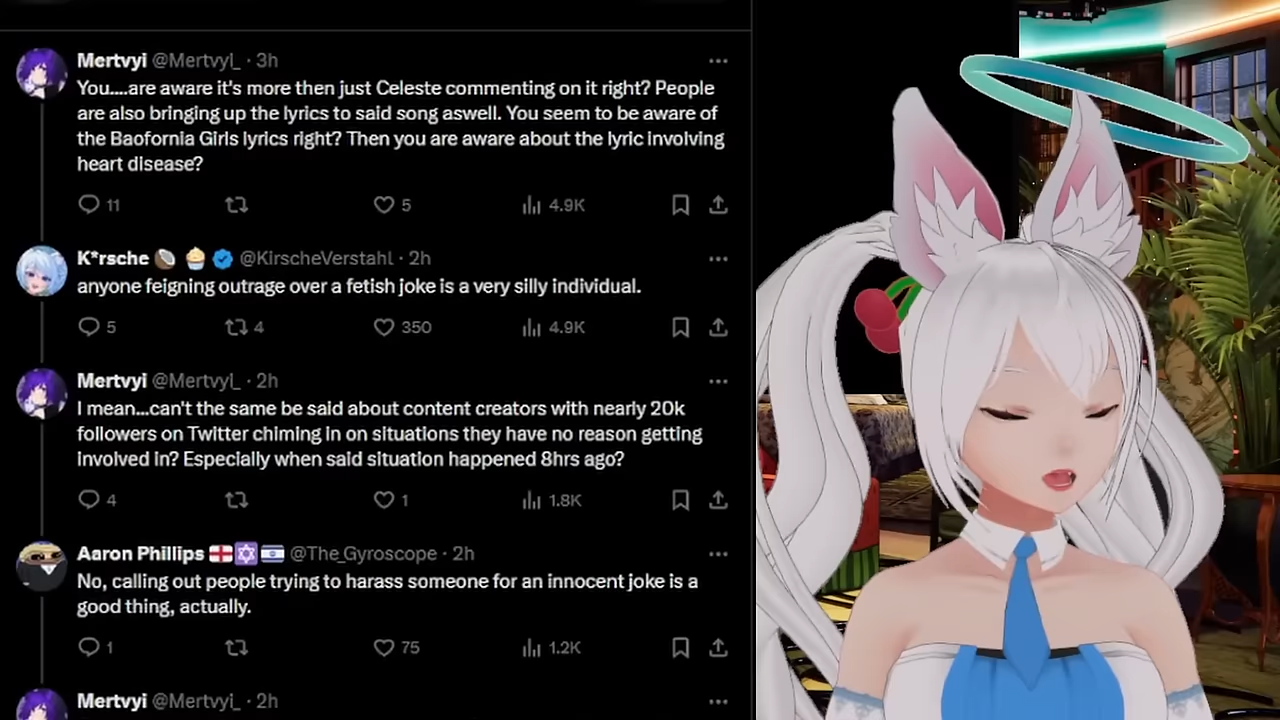 Mertvyi @Mertvyi_ · 3h
You....are aware it's more then just Celeste commenting on it right? People
are also bringing up the lyrics to said song aswell. You seem to be aware of
the Baofornia Girls lyrics right? Then you are aware about the lyric involving
heart disease?
11 5 4.9K
K*rsche @KirscheVerstahl · 2h
anyone feigning outrage over a fetish joke is a very silly individual.
5 4 350 4.9K
Mertvyi @Mertvyi_ · 2h
I mean...can't the same be said about content creators with nearly 20k
followers on Twitter chiming in on situations they have no reason getting
involved in? Especially when said situation happened 8hrs ago?
4 1 1.8K
Aaron Phillips @The_Gyroscope · 2h
No, calling out people trying to harass someone for an innocent joke is a
good thing, actually.
1 75 1.2K
Mertvyi @Mertvyi_ · 2h